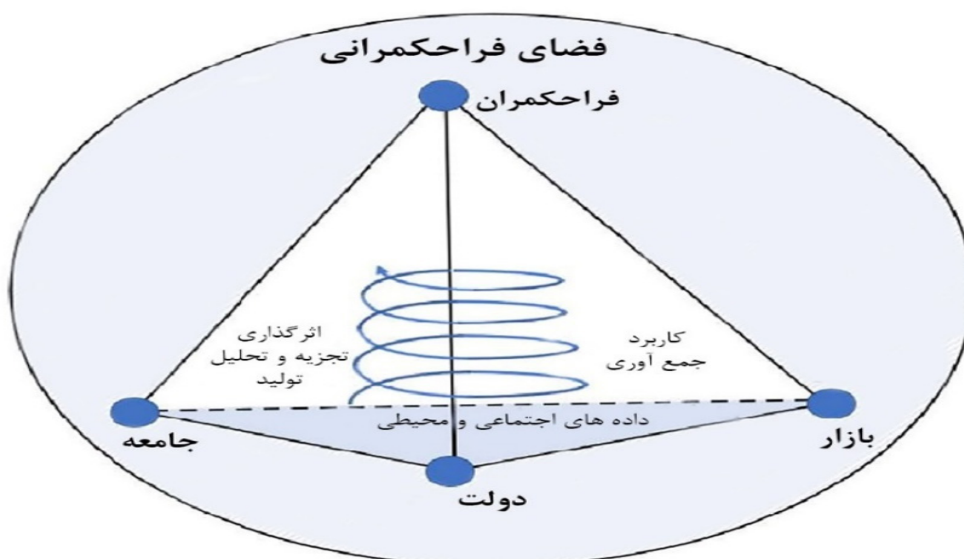 فضای فراحکمرانی
فراحکمران
کاربرد
جمع آوری
اثرگذاری
تجزیه و تحلیل
تولید
داده های اجتماعی و محیطی
بازار
جامعه
دولت